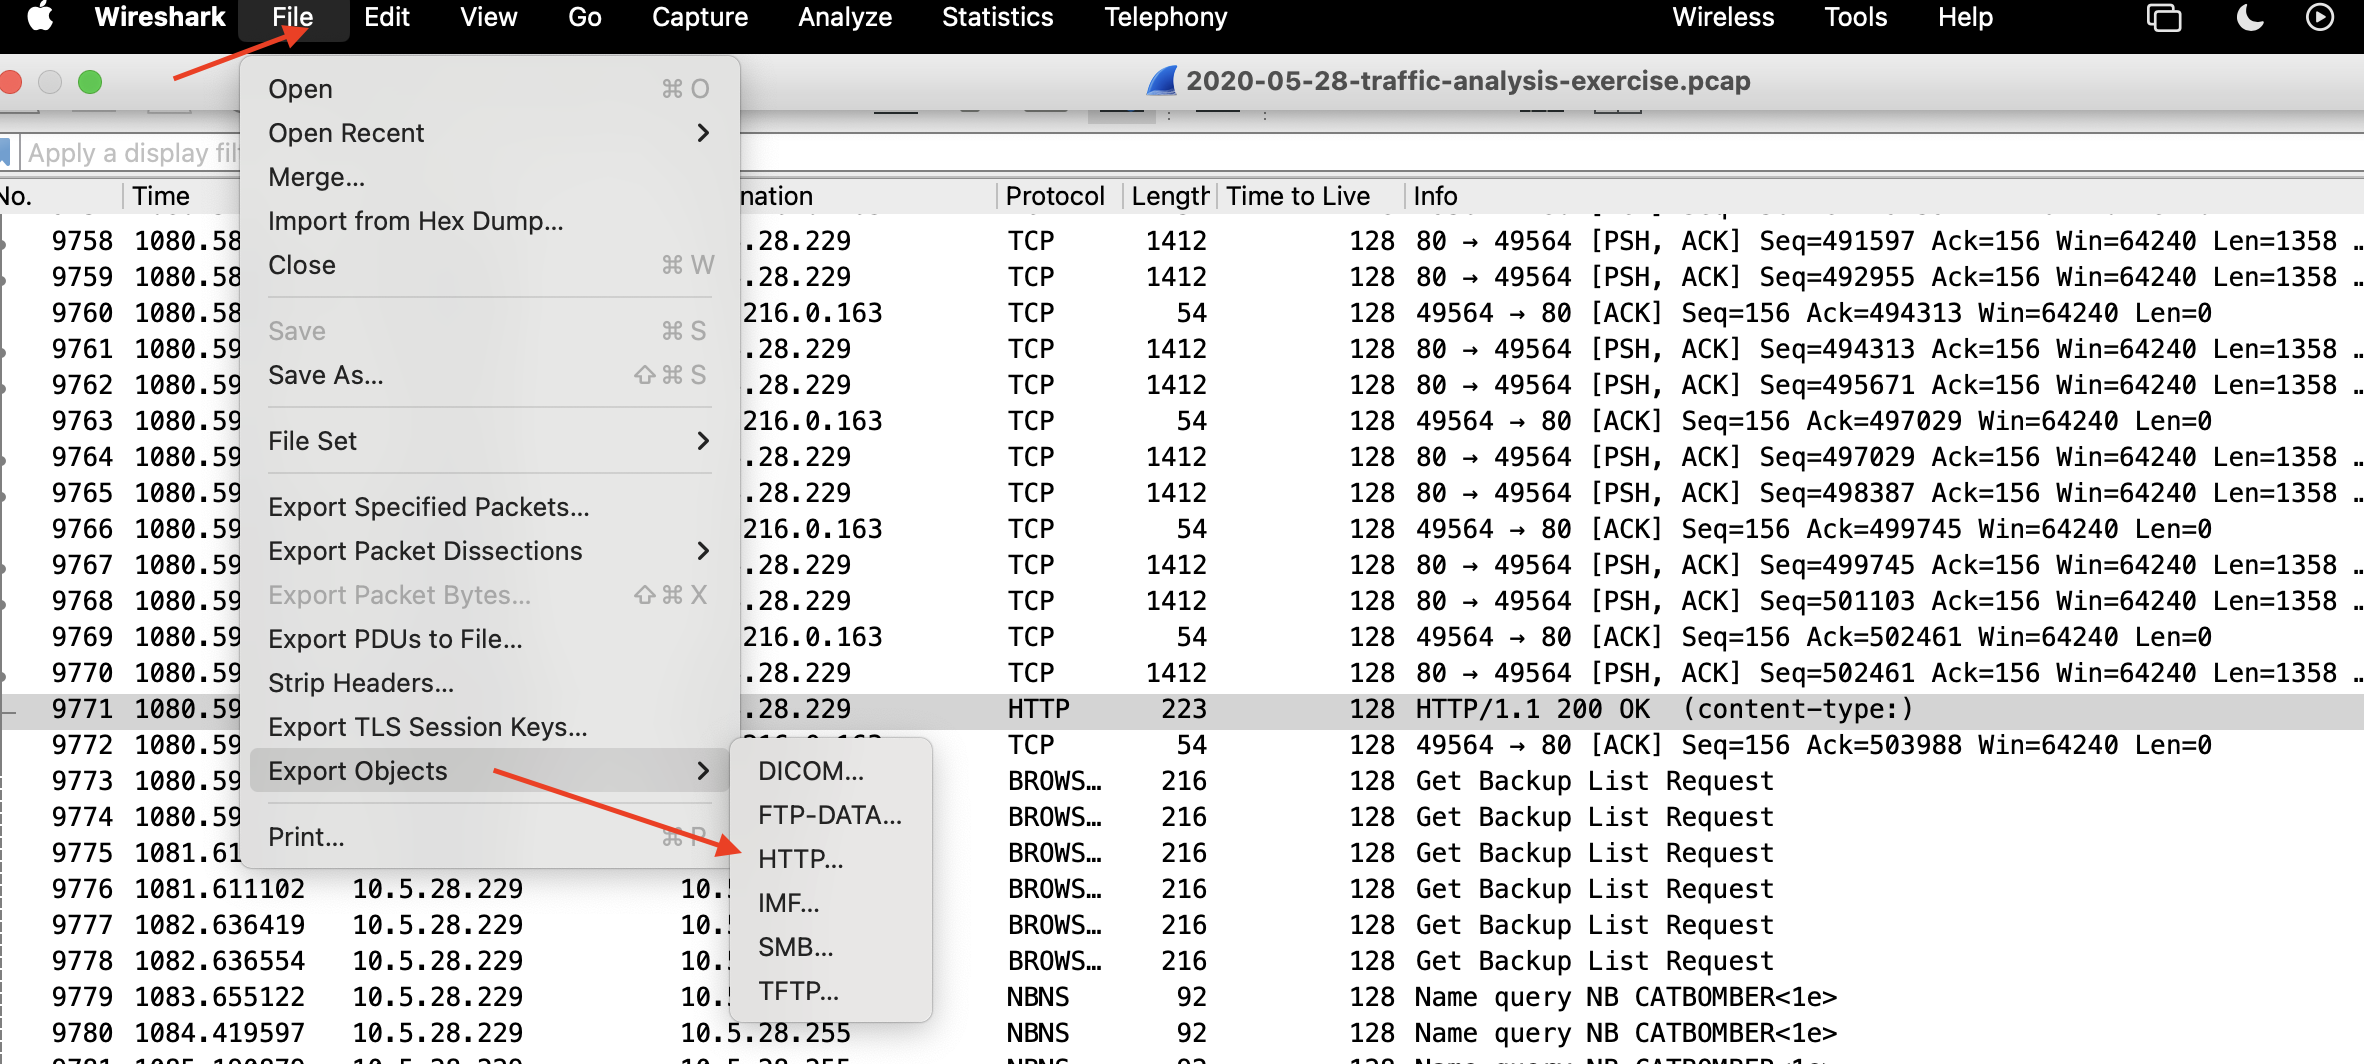 Wireshark File Edit View Go Capture Analyze Statistics Telephony Wireless Tools Help
2020-05-28-traffic-analysis-exercise.pcap
Apply a display
Open ⌘ O
Open Recent
Merge...
Import from Hex Dump...
Close ⌘ W
Save ⌘ S
Save As... ⇧ ⌘ S
File Set
Export Specified Packets...
Export Packet Dissections
Export Packet Bytes... ⇧ ⌘ X
Export PDUs to File...
Strip Headers...
Export TLS Session Keys...
Export Objects
Print... ⌘ P
DICOM...
FTP-DATA...
HTTP...
IMF...
SMB...
TFTP...
No. Time nation Protocol Length Time to Live Info
9758 1080.58 .28.229 TCP 1412 128 80 → 49564 [PSH, ACK] Seq=491597 Ack=156 Win=64240 Len=1358 …
9759 1080.58 .28.229 TCP 1412 128 80 → 49564 [PSH, ACK] Seq=492955 Ack=156 Win=64240 Len=1358 …
9760 1080.58 216.0.163 TCP 54 128 49564 → 80 [ACK] Seq=156 Ack=494313 Win=64240 Len=0
9761 1080.59 .28.229 TCP 1412 128 80 → 49564 [PSH, ACK] Seq=494313 Ack=156 Win=64240 Len=1358 …
9762 1080.59 .28.229 TCP 1412 128 80 → 49564 [PSH, ACK] Seq=495671 Ack=156 Win=64240 Len=1358 …
9763 1080.59 216.0.163 TCP 54 128 49564 → 80 [ACK] Seq=156 Ack=497029 Win=64240 Len=0
9764 1080.59 .28.229 TCP 1412 128 80 → 49564 [PSH, ACK] Seq=497029 Ack=156 Win=64240 Len=1358 …
9765 1080.59 .28.229 TCP 1412 128 80 → 49564 [PSH, ACK] Seq=498387 Ack=156 Win=64240 Len=1358 …
9766 1080.59 216.0.163 TCP 54 128 49564 → 80 [ACK] Seq=156 Ack=499745 Win=64240 Len=0
9767 1080.59 .28.229 TCP 1412 128 80 → 49564 [PSH, ACK] Seq=499745 Ack=156 Win=64240 Len=1358 …
9768 1080.59 .28.229 TCP 1412 128 80 → 49564 [PSH, ACK] Seq=501103 Ack=156 Win=64240 Len=1358 …
9769 1080.59 216.0.163 TCP 54 128 49564 → 80 [ACK] Seq=156 Ack=502461 Win=64240 Len=0
9770 1080.59 .28.229 TCP 1412 128 80 → 49564 [PSH, ACK] Seq=502461 Ack=156 Win=64240 Len=1358 …
9771 1080.59 .28.229 HTTP 223 128 HTTP/1.1 200 OK (content-type:)
9772 1080.59 TCP 54 128 49564 → 80 [ACK] Seq=156 Ack=503988 Win=64240 Len=0
9773 1080.59 BROWS… 216 128 Get Backup List Request
9774 1080.59 BROWS… 216 128 Get Backup List Request
9775 1081.61 BROWS… 216 128 Get Backup List Request
9776 1081.611102 10.5.28.229 10. BROWS… 216 128 Get Backup List Request
9777 1082.636419 10.5.28.229 10. BROWS… 216 128 Get Backup List Request
9778 1082.636554 10.5.28.229 10. BROWS… 216 128 Get Backup List Request
9779 1083.655122 10.5.28.229 10. NBNS 92 128 Name query NB CATBOMBER<1e>
9780 1084.419597 10.5.28.229 10.5.28.255 NBNS 92 128 Name query NB CATBOMBER<1e>